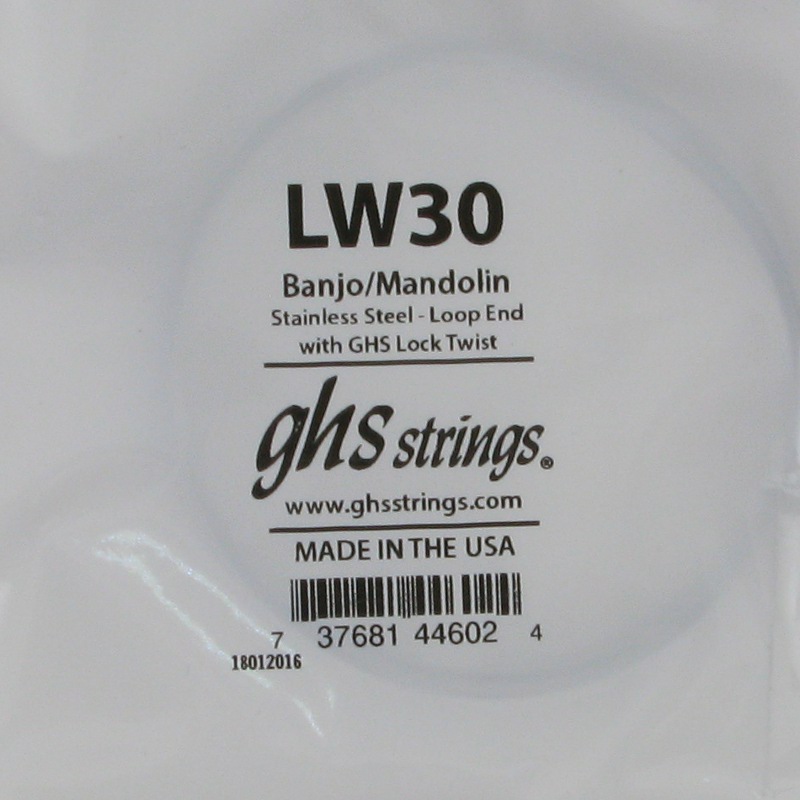 LW30
Banjo/Mandolin
Stainless Steel - Loop End
with GHS Lock Twist
ghs strings®
www.ghsstrings.com
MADE IN THE USA
7 37681 44602 4
18012016